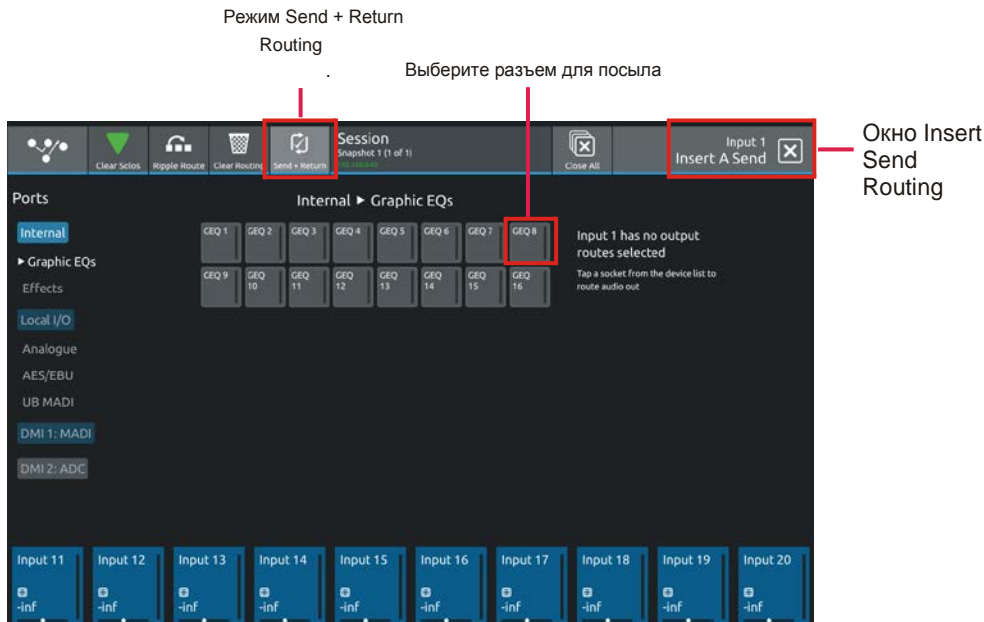 Режим Send + Return
Routing
.
Выберите разъем для посыла
Clear Solos
Ripple Route
Clear Routing
Send + Return
Session
Snapshot 1 (1 of 1)
Close All
Input 1
Insert A Send
Окно Insert
Send
Routing
Ports
Internal ► Graphic EQs
Internal
► Graphic EQs
Effects
Local I/O
Analogue
AES/EBU
UB MADI
DMI 1: MADI
DMI 2: ADC
GEQ 1
GEQ 2
GEQ 3
GEQ 4
GEQ 5
GEQ 6
GEQ 7
GEQ 8
GEQ 9
GEQ 10
GEQ 11
GEQ 12
GEQ 13
GEQ 14
GEQ 15
GEQ 16
Input 1 has no output
routes selected
Tap a socket from the device list to
route audio out
Input 11
Input 12
Input 13
Input 14
Input 15
Input 16
Input 17
Input 18
Input 19
Input 20
-inf
-inf
-inf
-inf
-inf
-inf
-inf
-inf
-inf
-inf